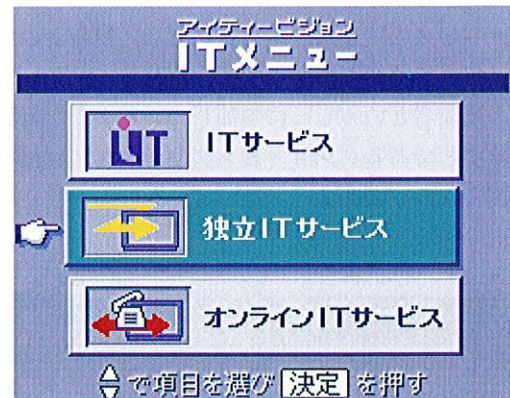 アイティービジョン
ITメニュー
iT ITサービス
独立ITサービス
オンラインITサービス
で項目を選び 決定 を押す